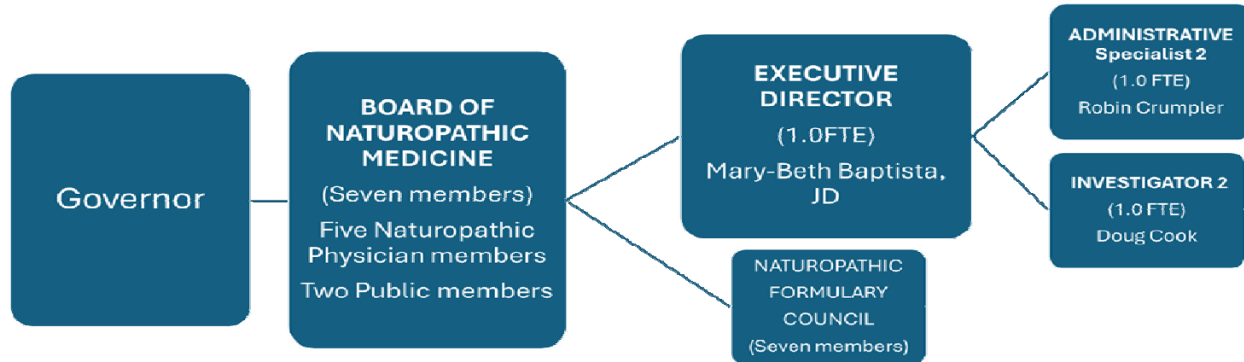 Governor
BOARD OF
NATUROPATHIC
MEDICINE
(Seven members)
Five Naturopathic
Physician members
Two Public members
EXECUTIVE
DIRECTOR
(1.0FTE)
Mary-Beth Baptista,
JD
NATUROPATHIC
FORMULARY
COUNCIL
(Seven members)
ADMINISTRATIVE
Specialist 2
(1.0 FTE)
Robin Crumpler
INVESTIGATOR 2
(1.0 FTE)
Doug Cook